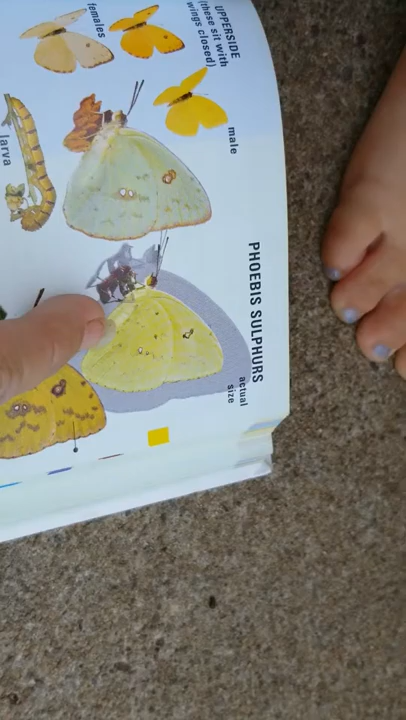 PHOEBIS SULPHURS
UPPERSIDE
(these sit with
wings closed)
females
male
larva
actual
size